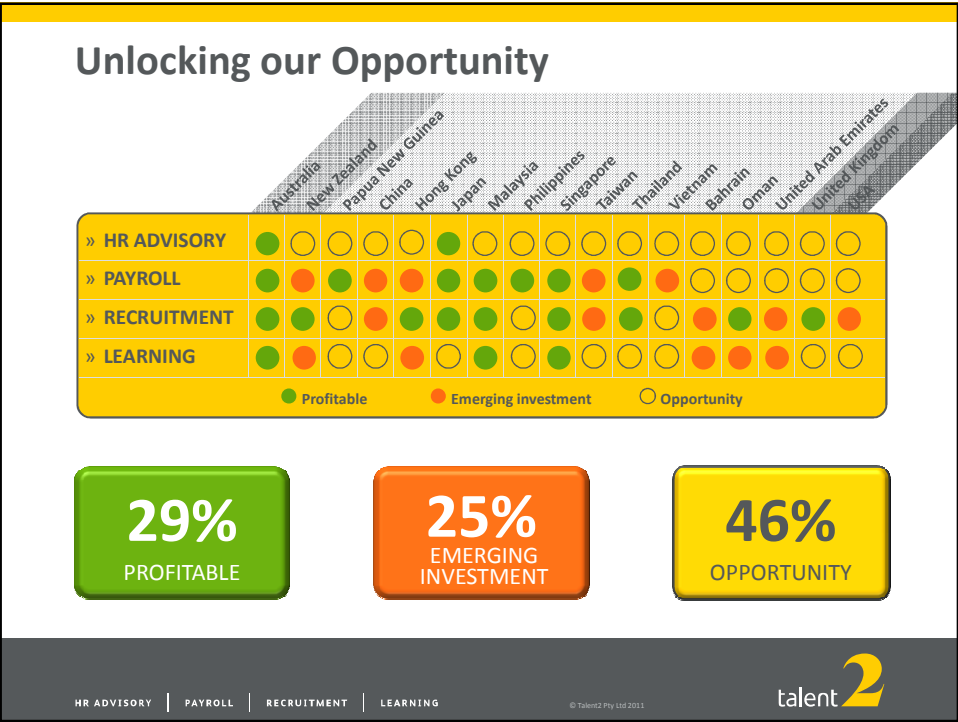 Unlocking our Opportunity
Australia
New Zealand
Papua New Guinea
China
Hong Kong
Japan
Malaysia
Philippines
Singapore
Taiwan
Thailand
Vietnam
Bahrain
Oman
United Arab Emirates
United Kingdom
USA
» HR ADVISORY
» PAYROLL
» RECRUITMENT
» LEARNING
Profitable Emerging investment Opportunity
29%
PROFITABLE
25%
EMERGING
INVESTMENT
46%
OPPORTUNITY
HR ADVISORY | PAYROLL | RECRUITMENT | LEARNING
© Talent2 Pty Ltd 2011
talent2